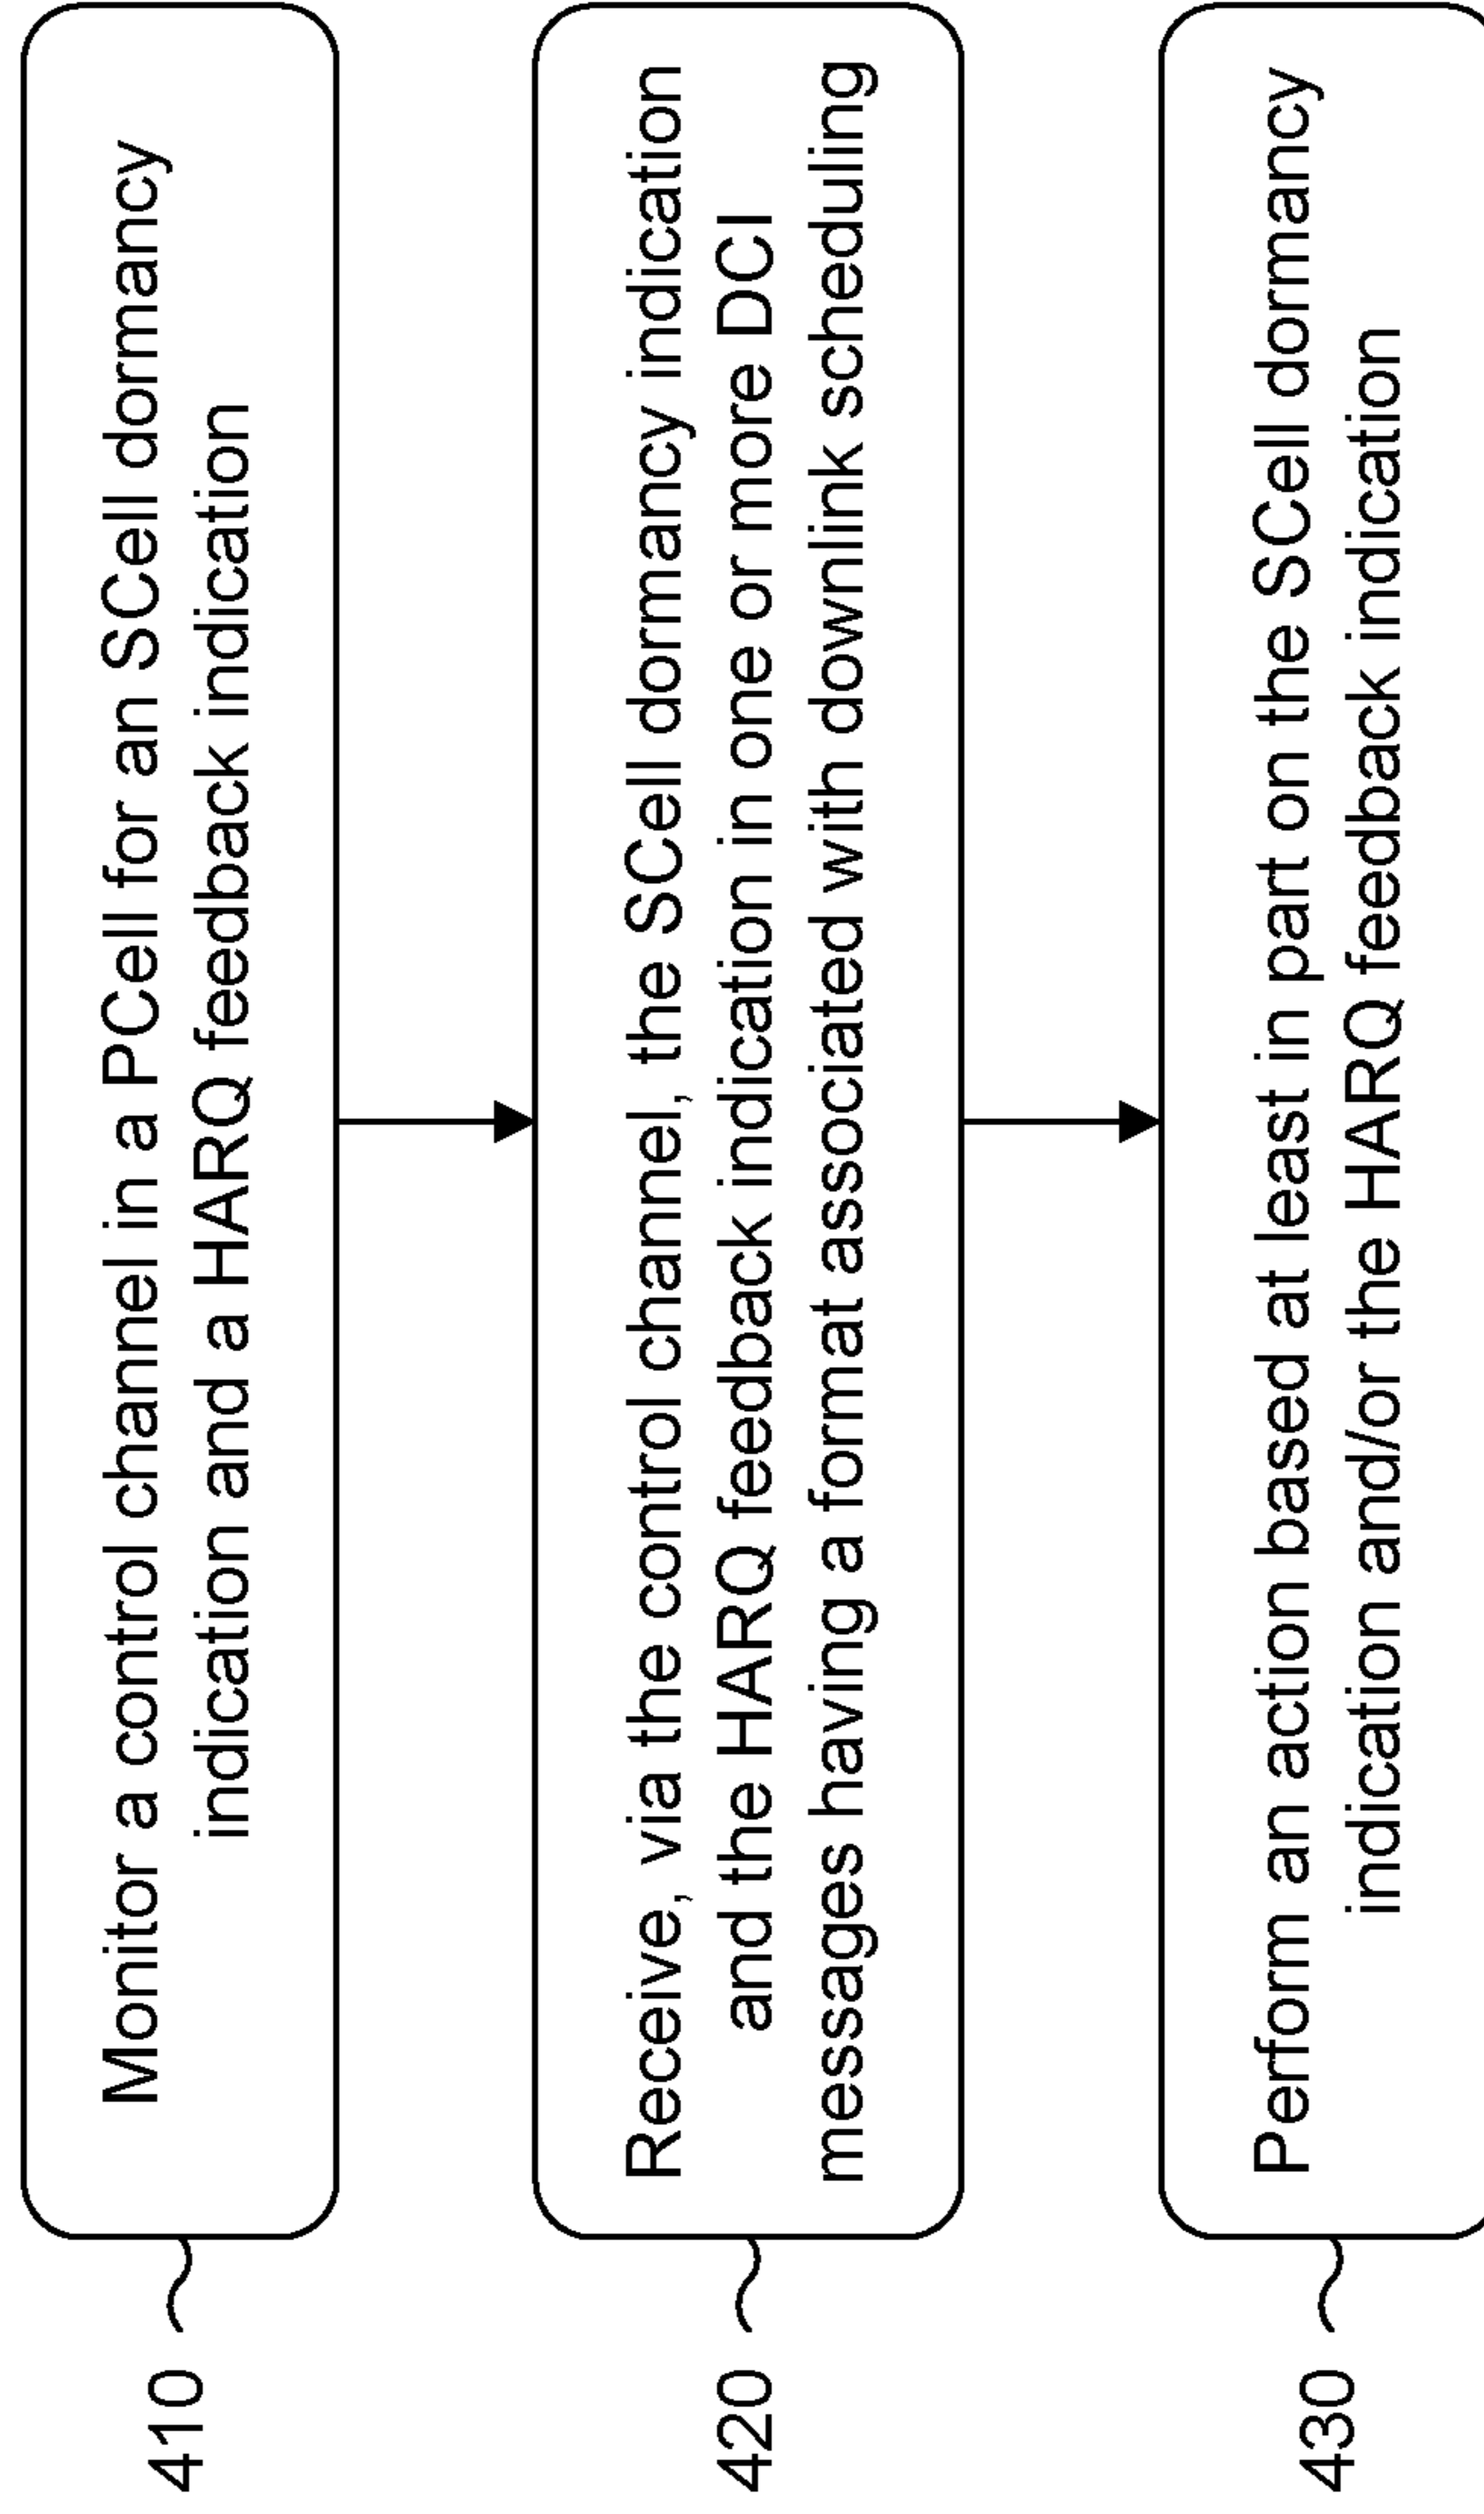 410
Monitor a control channel in a PCell for an SCell dormancy
indication and a HARQ feedback indication
420
Receive, via the control channel, the SCell dormancy indication
and the HARQ feedback indication in one or more DCI
messages having a format associated with downlink scheduling
430
Perform an action based at least in part on the SCell dormancy
indication and/or the HARQ feedback indication